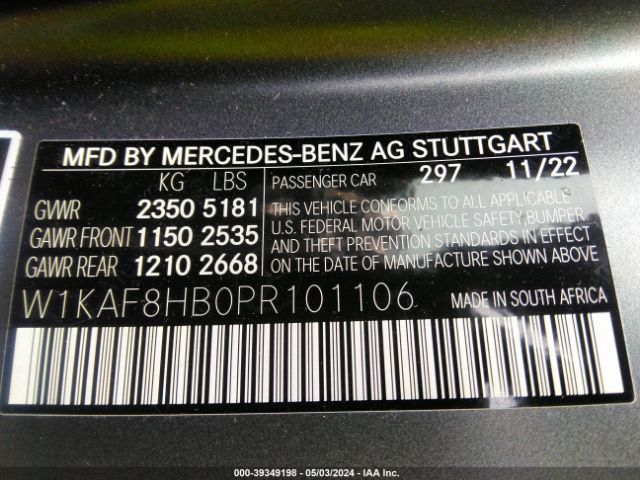 MFD BY MERCEDES-BENZ AG STUTTGART
KG LBS
GWWR 2350 5181
GAWR FRONT 1150 2535
GAWR REAR 1210 2668
PASSENGER CAR 297 11/22
THIS VEHICLE CONFORMS TO ALL APPLICABLE
U.S. FEDERAL MOTOR VEHICLE SAFETY, BUMPER
AND THEFT PREVENTION STANDARDS IN EFFECT
ON THE DATE OF MANUFACTURE SHOWN ABOVE
W1KAF8HB0PR101106 MADE IN SOUTH AFRICA
000-39349198 - 05/03/2024 - IAA Inc.